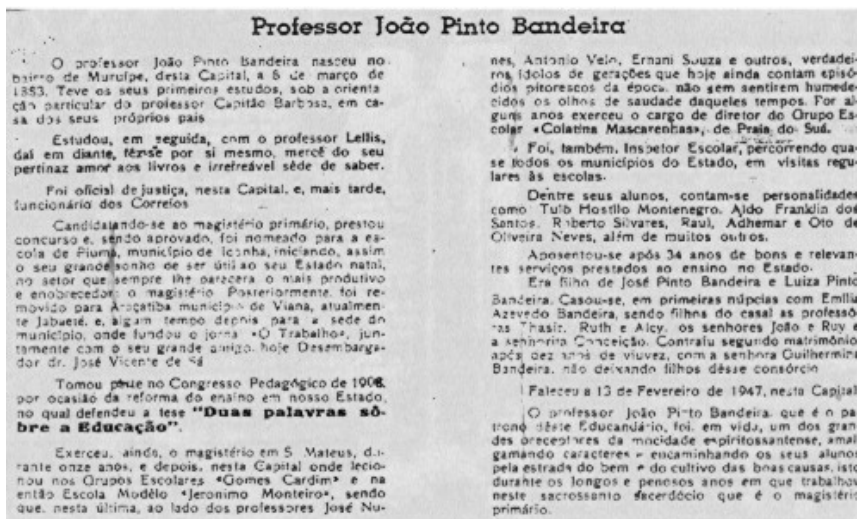 Professor João Pinto Bandeira
O professor João Pinto Bandeira nasceu no
bairro de Muruípe, desta Capital, a 6 de março de
1883. Teve os seus primeiros estudos, sob a orienta
ção particular do professor Capitão Barbosa, em ca-
sa dos seus próprios pais
Estudou, em seguida, com o professor Lellis,
daí em diante, fêz-se por si mesmo, mercê do seu
pertinaz amor aos livros e irrefreável sêde de saber.
Foi oficial de justiça, nesta Capital, e, mais tarde,
funcionário dos Correios
Candidatando-se ao magistério primário, prestou
concurso e, sendo aprovado, foi nomeado para a es-
cola de Fiuma, município de Iconha, iniciando, assim
o seu grande sonho de ser útil ao seu Estado natal,
no setor que sempre lhe parecera o mais produtivo
e enobrecedor: o magistério. Posteriormente, foi re-
movido para Araçatiba município de Viana, atualmen-
te Jabuetê, e, algum tempo depois para a sede do
município, onde fundou o jornal «O Trabalho», jun-
tamente com o seu grande amigo, hoje Desembarga-
dor dr. José Vicente de Sá
Tomou parte no Congresso Pedagógico de 1908,
por ocasião da reforma do ensino em nosso Estado,
no qual defendeu a tese "Duas palavras sô-
bre a Educação".
Exerceu, ainda, o magistério em S. Mateus, du-
rante onze anos, e depois, nesta Capital onde lecio-
nou nos Grupos Escolares «Gomes Cardim» e na
então Escola Modêlo «Jeronimo Monteiro», sendo
que, nesta última, ao lado dos professores José Nu-
nes, Antonio Velo, Ernani Souza e outros, verdadei-
ros ídolos de gerações que hoje ainda contam episó-
dios pitorescos da época, não sem sentirem humede-
cidos os olhos de saudade daqueles tempos. Por al-
guns anos exerceu o cargo de diretor do Grupo Es-
colar «Colatina Mascarenhas», de Praia do Suá.
Foi, também, Inspetor Escolar, percorrendo qua-
se todos os municípios do Estado, em visitas regu-
lares às escolas.
Dentre seus alunos, contam-se personalidades
como Tulo Hostilo Montenegro, Aldo Franklin dos
Santos, Roberto Silvares, Raul, Adhemar e Oto de
Oliveira Neves, além de muitos outros.
Aposentou-se após 34 anos de bons e relevan-
tes serviços prestados ao ensino no Estado.
Era filho de José Pinto Bandeira e Luiza Pinto
Bandeira. Casou-se, em primeiras núpcias com Emilia
Azevedo Bandeira, sendo filhos do casal as professô-
ras Thasir, Ruth e Alcy, os senhores João e Ruy e
a senhorita Conceição. Contraiu segundo matrimônio
após dez anos de viuvez, com a senhora Guilhermina
Bandeira, não deixando filhos dêsse consórcio
Faleceu a 13 de Fevereiro de 1947, nesta Capital
O professor João Pinto Bandeira, que é o pa
trono dêste Educandário, foi, em vida, um dos gran
des preceptores da mocidade espíritossantense, amal
gamando caracteres e encaminhando os seus alunos
pela estrada do bem e do cultivo das boas causas, isto
durante os longos e penosos anos em que trabalhou
neste sacrossanto sacerdócio que é o magistério
primário.